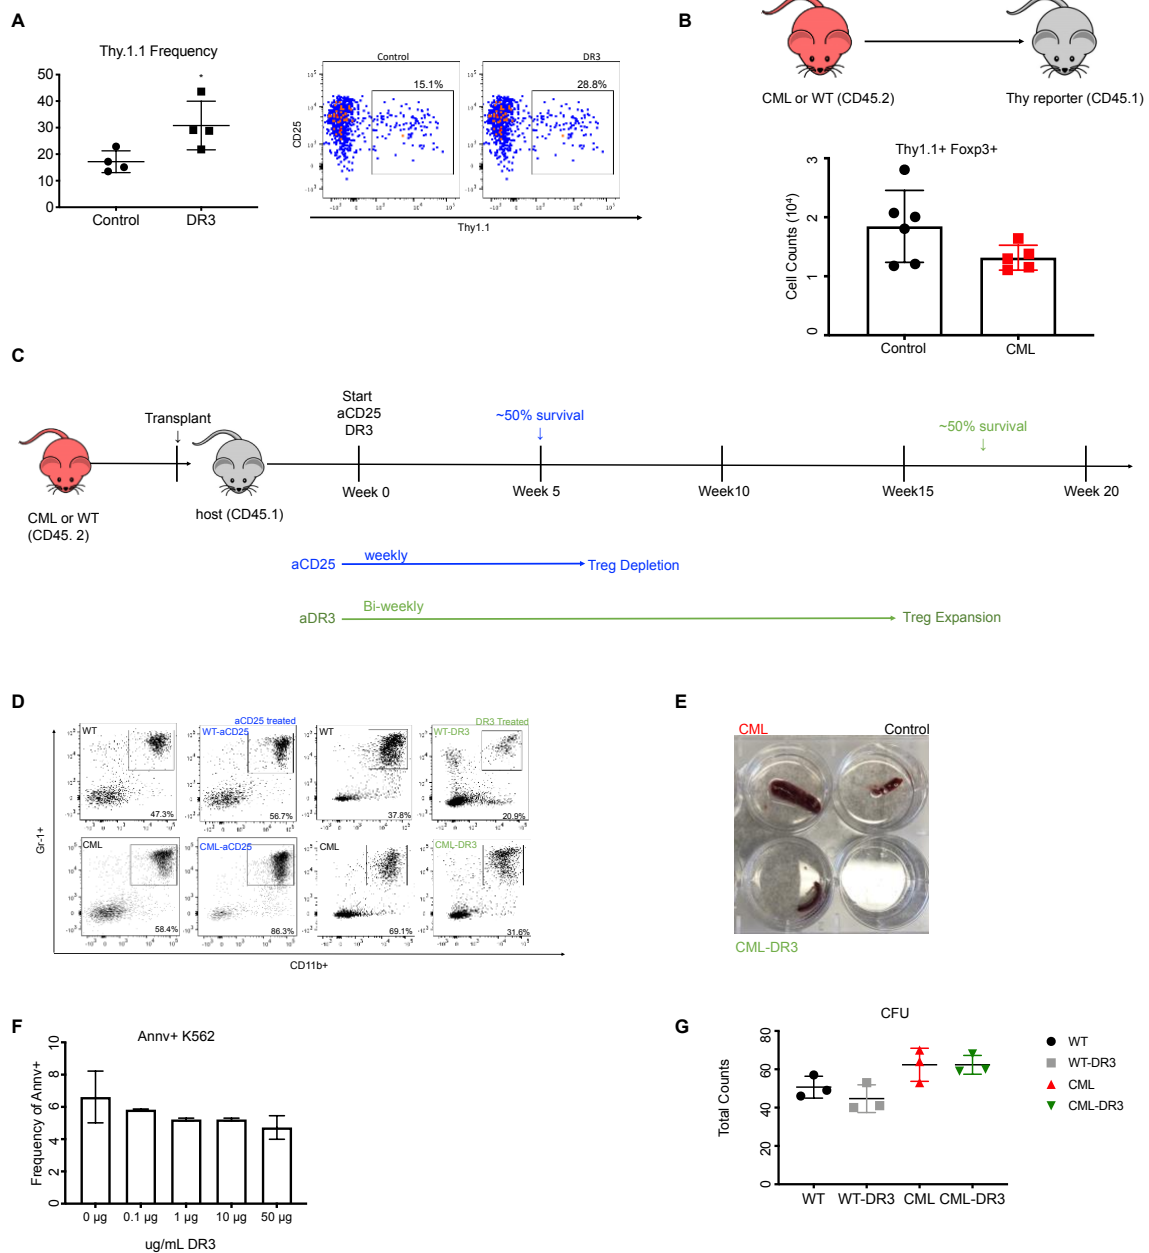 A
Thy.1.1 Frequency
50
40
30
20
10
0
*
Control
DR3
Control
DR3
15.1%
28.8%
CD25
Thy1.1
B
CML or WT (CD45.2)
Thy reporter (CD45.1)
Thy1.1+ Foxp3+
Cell Counts (10⁴)
3
2
1
0
Control
CML
C
Transplant
Start
aCD25
DR3
~50% survival
~50% survival
Week 0
Week 5
Week10
Week15
Week 20
CML or WT
(CD45. 2)
host (CD45.1)
aCD25
weekly
Treg Depletion
aDR3
Bi-weekly
Treg Expansion
D
aCD25 treated
DR3 Treated
WT
WT-aCD25
WT
WT-DR3
47.3%
56.7%
37.8%
20.9%
CML
CML-aCD25
CML
CML-DR3
58.4%
86.3%
69.1%
31.6%
Gr-1+
CD11b+
E
CML
Control
CML-DR3
F
Annv+ K562
Frequency of Annv+
10
8
6
4
2
0
0 µg
0.1 µg
1 µg
10 µg
50 µg
ug/mL DR3
G
CFU
Total Counts
80
60
40
20
0
WT
WT-DR3
CML
CML-DR3
WT
WT-DR3
CML
CML-DR3